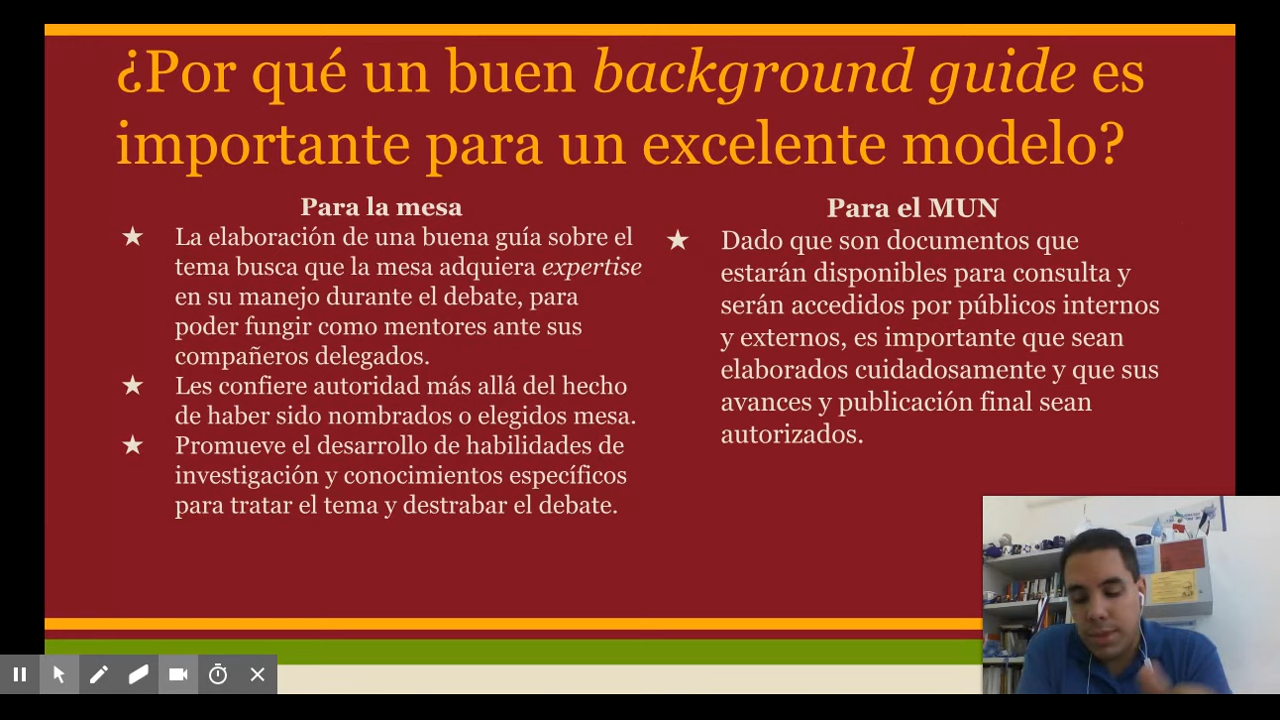 ¿Por qué un buen background guide es
importante para un excelente modelo?
Para la mesa
★ La elaboración de una buena guía sobre el
tema busca que la mesa adquiera expertise
en su manejo durante el debate, para
poder fungir como mentores ante sus
compañeros delegados.
★ Les confiere autoridad más allá del hecho
de haber sido nombrados o elegidos mesa.
★ Promueve el desarrollo de habilidades de
investigación y conocimientos específicos
para tratar el tema y destrabar el debate.
Para el MUN
★ Dado que son documentos que
estarán disponibles para consulta y
serán accedidos por públicos internos
y externos, es importante que sean
elaborados cuidadosamente y que sus
avances y publicación final sean
autorizados.